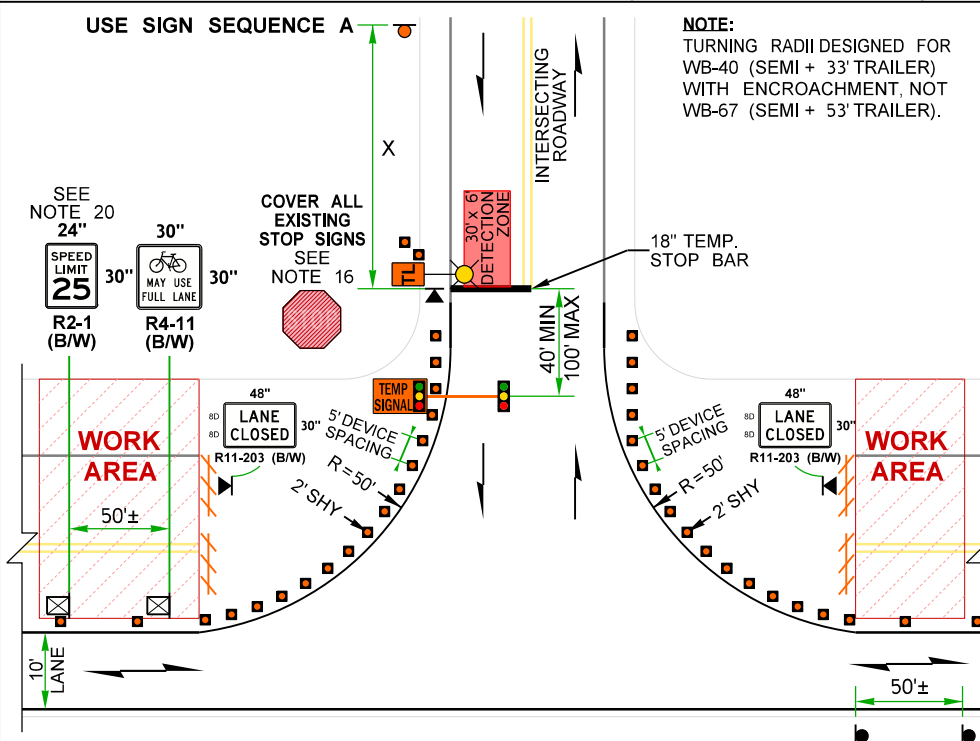 USE SIGN SEQUENCE A
NOTE:
TURNING RADII DESIGNED FOR
WB-40 (SEMI + 33' TRAILER)
WITH ENCROACHMENT, NOT
WB-67 (SEMI + 53' TRAILER).
INTERSECTING
ROADWAY
X
SEE
NOTE 20
24"
SPEED
LIMIT
25
30"
R2-1
(B/W)
30"
MAY USE
FULL LANE
30"
R4-11
(B/W)
COVER ALL
EXISTING
STOP SIGNS
SEE
NOTE 16
STOP
TL
30' x 6'
DETECTION
ZONE
18" TEMP.
STOP BAR
40' MIN
100' MAX
TEMP
SIGNAL
WORK
AREA
50'±
48"
8D
8D
LANE
CLOSED
30"
R11-203 (B/W)
5' DEVICE
SPACING
R=50'
2' SHY
5' DEVICE
SPACING
R=50'
2' SHY
48"
8D
8D
LANE
CLOSED
30"
R11-203 (B/W)
WORK
AREA
10'
LANE
50'±